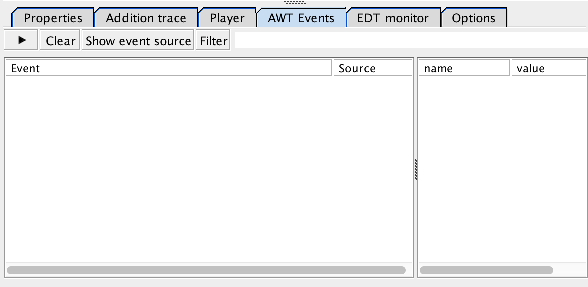 Properties Addition trace Player AWT Events EDT monitor Options
Clear Show event source Filter
Event Source name value